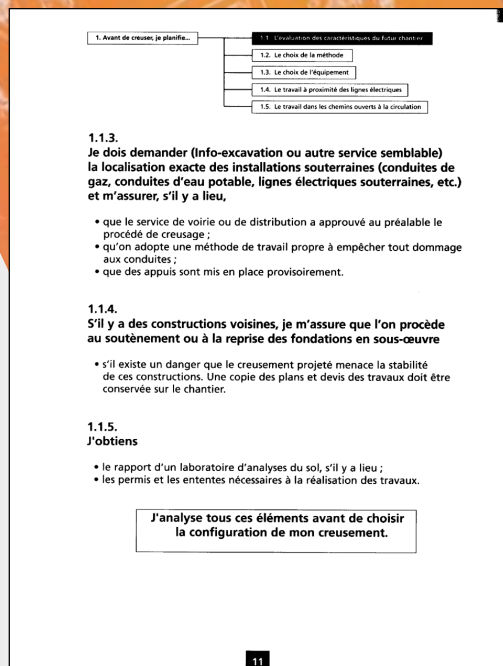 1. Avant de creuser, je planifie...
1.1. L'évaluation des caractéristiques du futur chantier
1.2. Le choix de la méthode
1.3. Le choix de l'équipement
1.4. Le travail à proximité des lignes électriques
1.5. Le travail dans les chemins ouverts à la circulation
1.1.3.
Je dois demander (Info-excavation ou autre service semblable)
la localisation exacte des installations souterraines (conduites de
gaz, conduites d'eau potable, lignes électriques souterraines, etc.)
et m'assurer, s'il y a lieu,
• que le service de voirie ou de distribution a approuvé au préalable le
procédé de creusage ;
• qu'on adopte une méthode de travail propre à empêcher tout dommage
aux conduites ;
• que des appuis sont mis en place provisoirement.
1.1.4.
S'il y a des constructions voisines, je m'assure que l'on procède
au soutènement ou à la reprise des fondations en sous-œuvre
• s'il existe un danger que le creusement projeté menace la stabilité
de ces constructions. Une copie des plans et devis des travaux doit être
conservée sur le chantier.
1.1.5.
J'obtiens
• le rapport d'un laboratoire d'analyses du sol, s'il y a lieu ;
• les permis et les ententes nécessaires à la réalisation des travaux.
J'analyse tous ces éléments avant de choisir
la configuration de mon creusement.
11